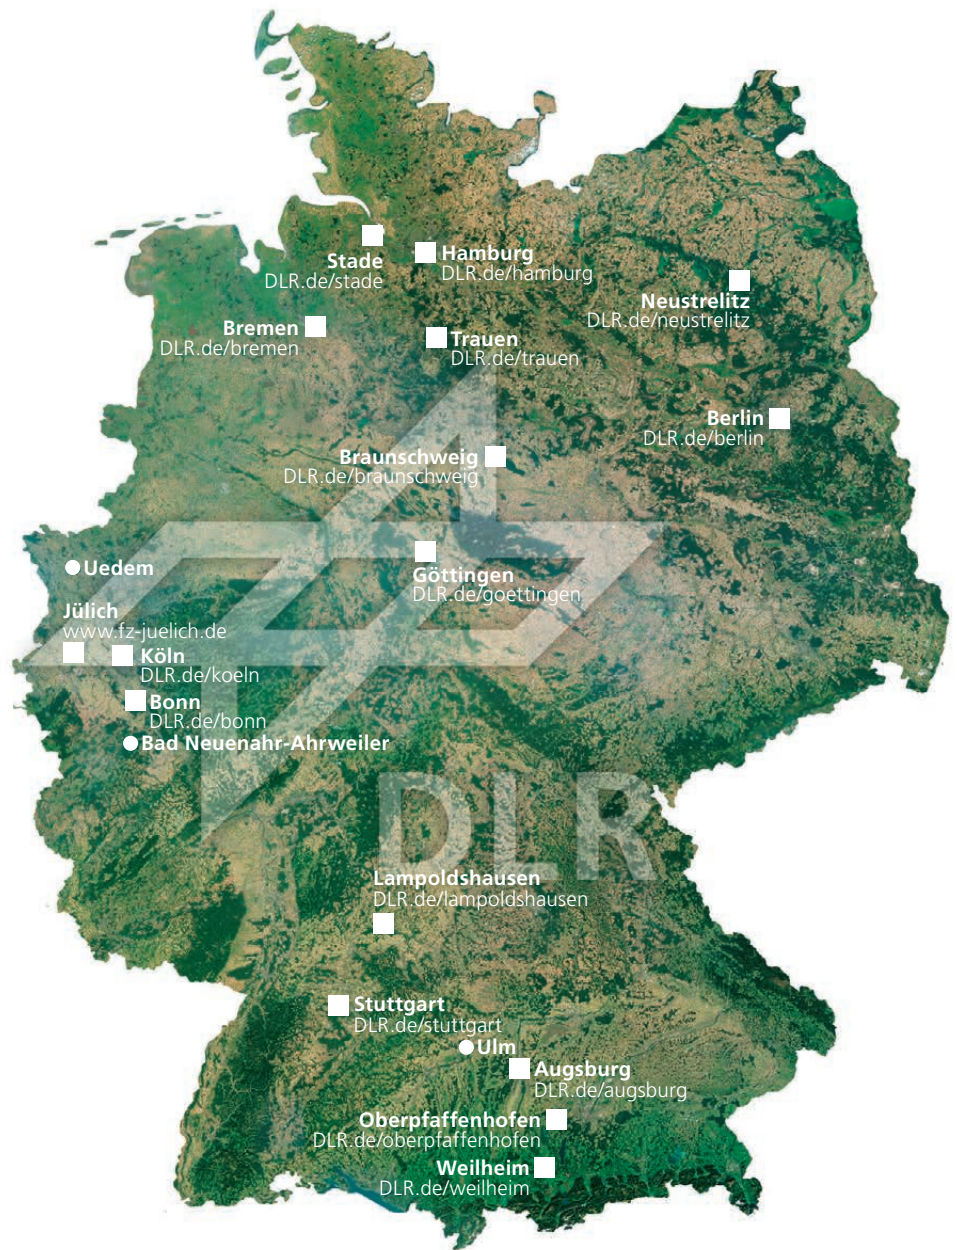 Stade
DLR.de/stade
Hamburg
DLR.de/hamburg
Neustrelitz
DLR.de/neustrelitz
Bremen
DLR.de/bremen
Trauen
DLR.de/trauen
Berlin
DLR.de/berlin
Braunschweig
DLR.de/braunschweig
Göttingen
DLR.de/goettingen
Uedem
Jülich
www.fz-juelich.de
Köln
DLR.de/koeln
Bonn
DLR.de/bonn
Bad Neuenahr-Ahrweiler
DLR
Lampoldshausen
DLR.de/lampoldshausen
Stuttgart
DLR.de/stuttgart
Ulm
Augsburg
DLR.de/augsburg
Oberpfaffenhofen
DLR.de/oberpfaffenhofen
Weilheim
DLR.de/weilheim